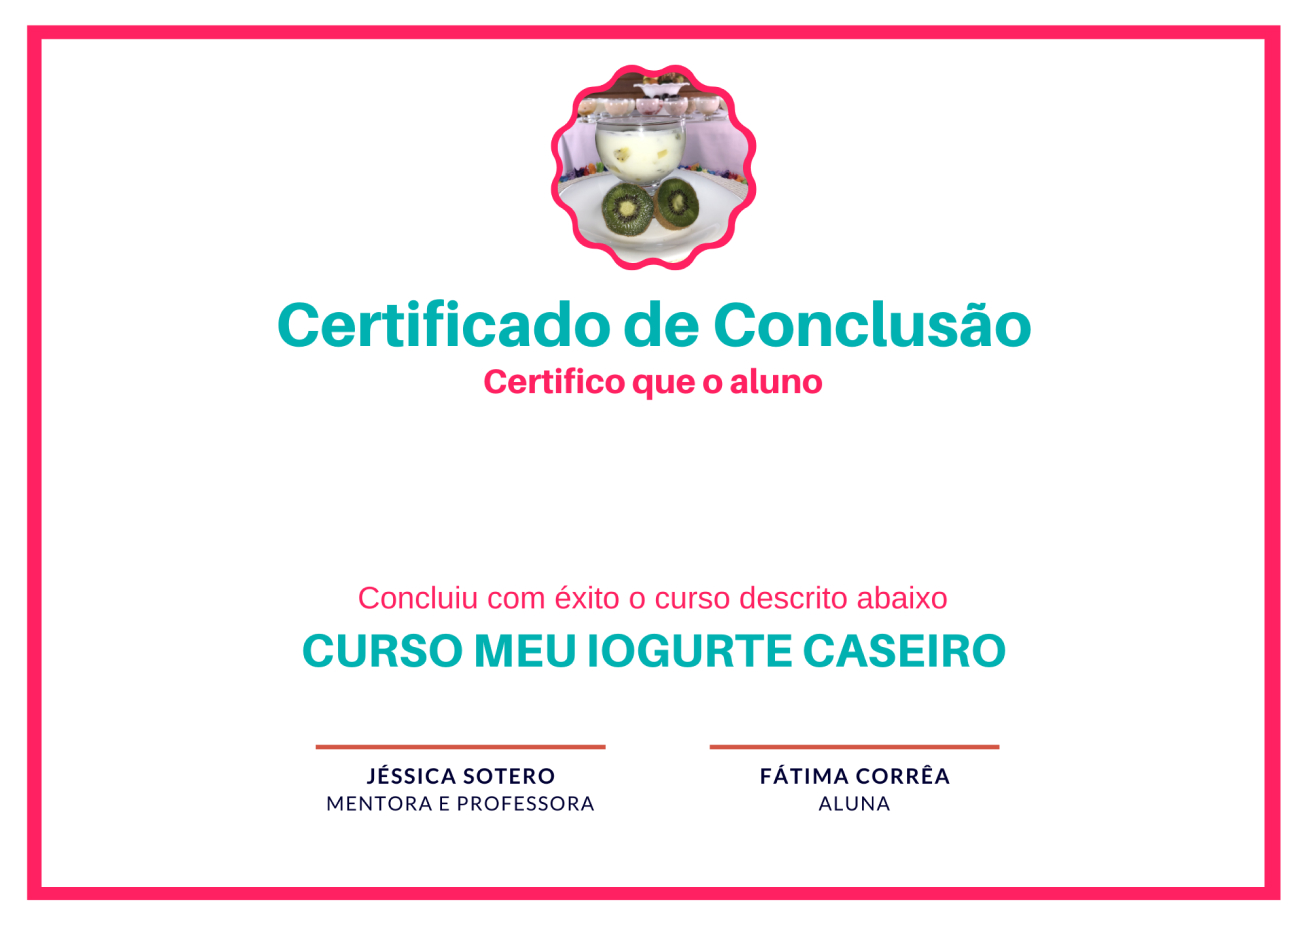 Certificado de Conclusão
Certifico que o aluno
Concluiu com éxito o curso descrito abaixo
CURSO MEU IOGURTE CASEIRO
JÉSSICA SOTERO
MENTORA E PROFESSORA
FÁTIMA CORRÊA
ALUNA